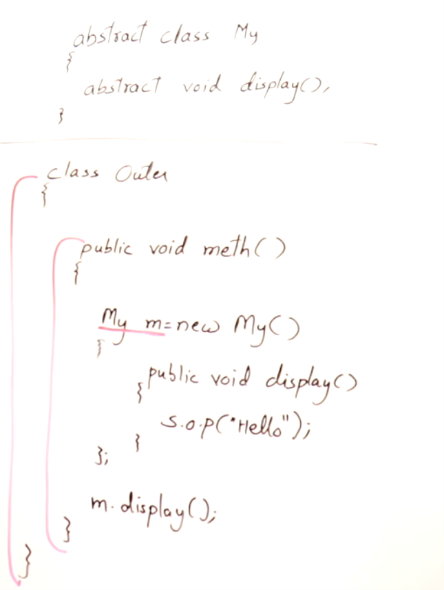 abstract class My
{
abstract void display();
}
class Outer
{
public void meth()
{
My m=new My()
{
public void display()
{
S.o.p("Hello");
}
};
m.display();
}
}